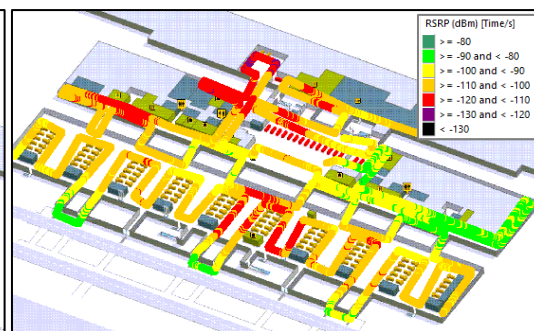 RSRP (dBm) [Time/s]
>= -80
>= -90 and < -80
>= -100 and < -90
>= -110 and < -100
>= -120 and < -110
>= -130 and < -120
< -130